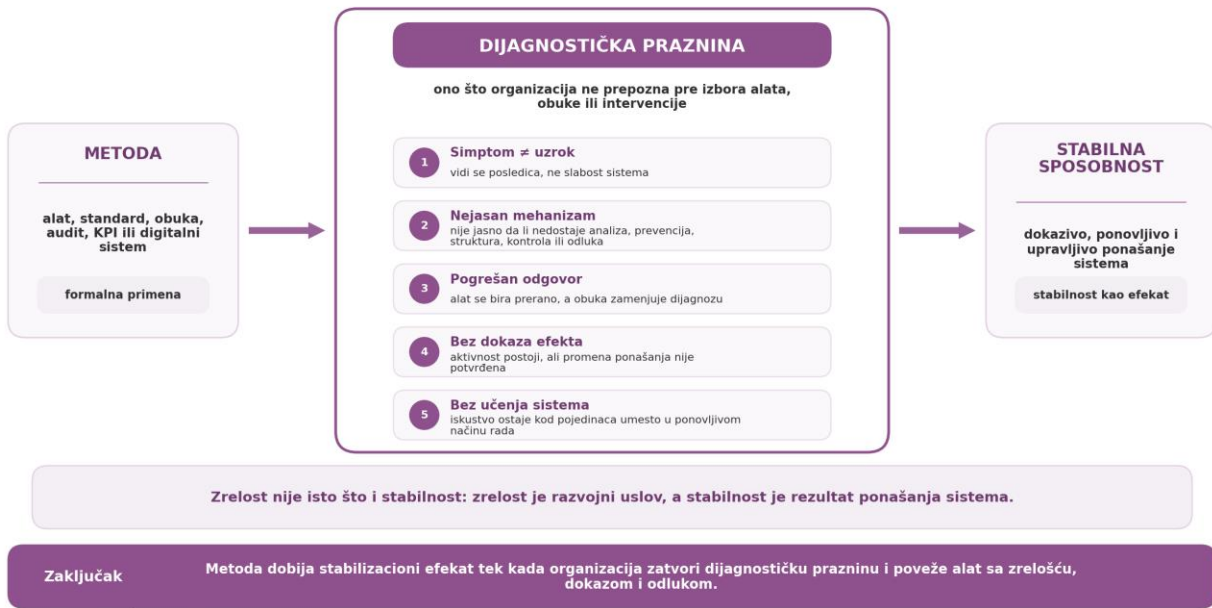 DIJAGNOSTIČKA PRAZNINA
ono što organizacija ne prepozna pre izbora alata,
obuke ili intervencije
METODA
alat, standard, obuka,
audit, KPI ili digitalni
sistem
formalna primena
1
Simptom ≠ uzrok
vidi se posledica, ne slabost sistema
2
Nejasan mehanizam
nije jasno da li nedostaje analiza, prevencija,
struktura, kontrola ili odluka
3
Pogrešan odgovor
alat se bira prerano, a obuka zamenjuje dijagnozu
4
Bez dokaza efekta
aktivnost postoji, ali promena ponašanja nije
potvrđena
5
Bez učenja sistema
iskustvo ostaje kod pojedinaca umesto u ponovljivom
načinu rada
STABILNA
SPOSOBNOST
dokazivo, ponovljivo i
upravljivo ponašanje
sistema
stabilnost kao efekat
Zrelost nije isto što i stabilnost: zrelost je razvojni uslov, a stabilnost je rezultat ponašanja sistema.
Zaključak
Metoda dobija stabilizacioni efekat tek kada organizacija zatvori dijagnostičku prazninu i poveže alat sa zrelošću,
dokazom i odlukom.